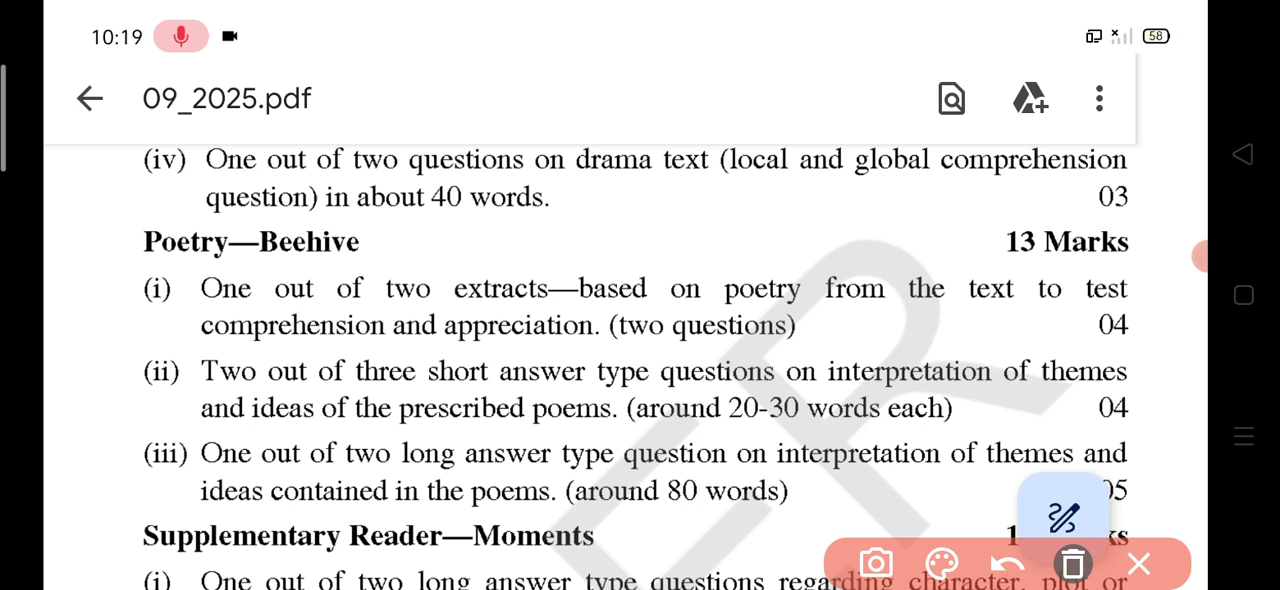 10:19
58
09_2025.pdf
(iv) One out of two questions on drama text (local and global comprehension
question) in about 40 words. 03
Poetry—Beehive 13 Marks
(i) One out of two extracts—based on poetry from the text to test
comprehension and appreciation. (two questions) 04
(ii) Two out of three short answer type questions on interpretation of themes
and ideas of the prescribed poems. (around 20-30 words each) 04
(iii) One out of two long answer type question on interpretation of themes and
ideas contained in the poems. (around 80 words) 05
Supplementary Reader—Moments
(i) One out of two long answer type questions regarding character, plot or